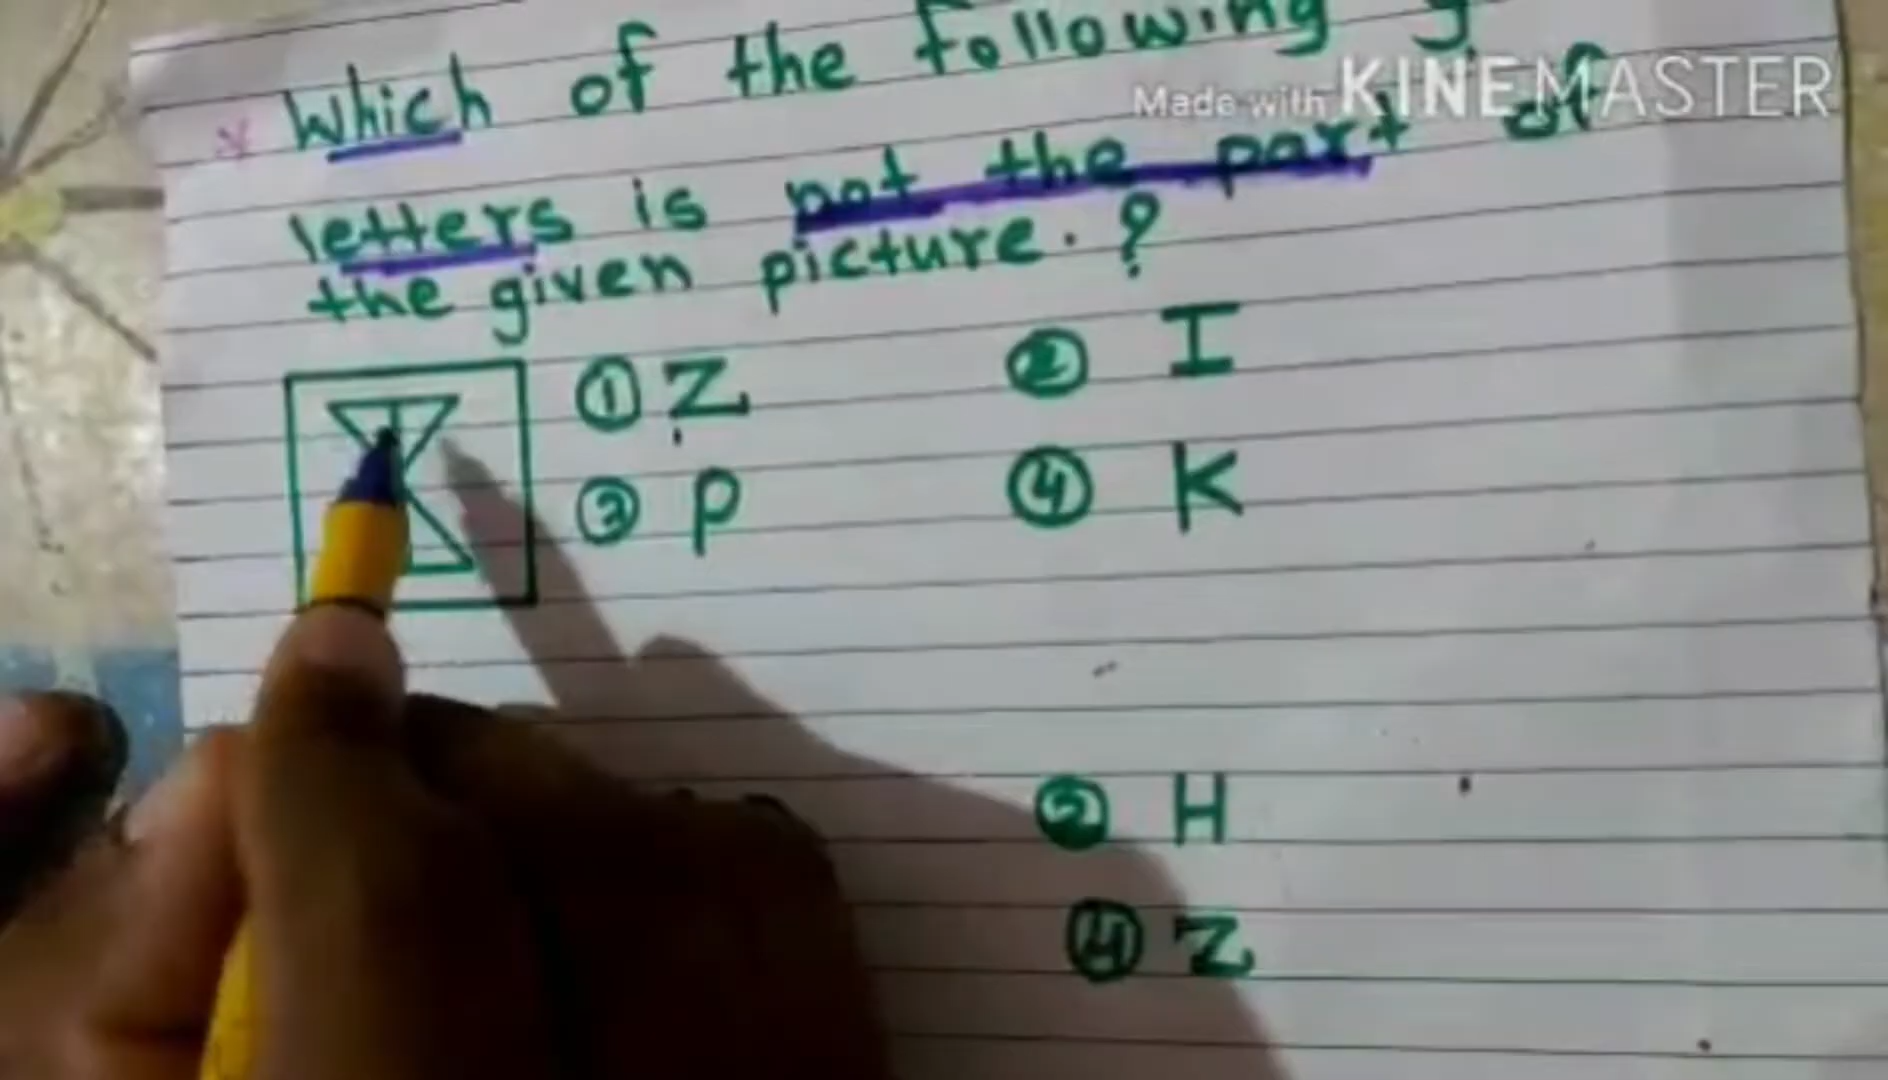 Which of the following
Made with KINEMASTER
letters is not the part of
the given picture. ?
① Z ② I
③ P ④ K
② H
④ Z